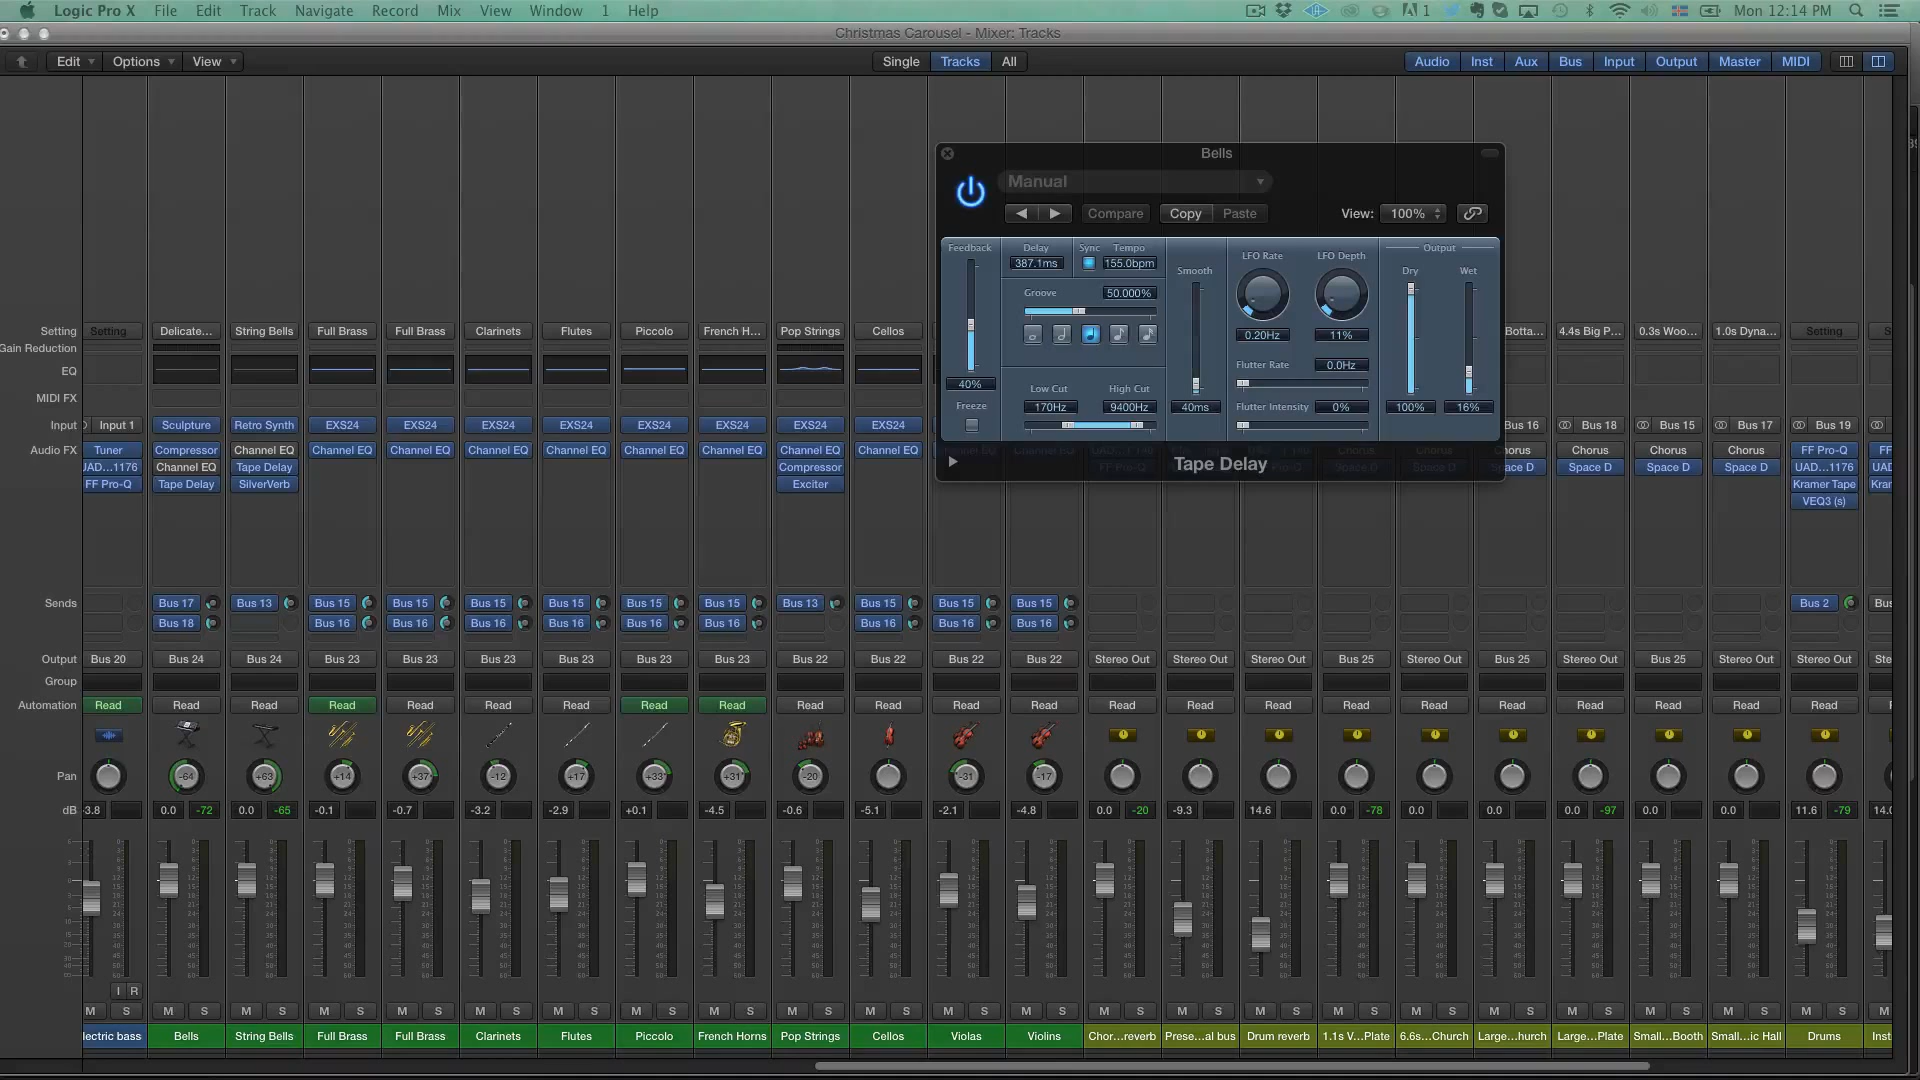 Logic Pro X File Edit Track Navigate Record Mix View Window 1 Help 1 Mon 12:14 PM
Christmas Carousel - Mixer: Tracks
Edit Options View Single Tracks All Audio Inst Aux Bus Input Output Master MIDI
Bells
Manual
Compare Copy Paste View: 100%
Feedback Delay Sync Tempo LFO Rate LFO Depth Output
387.1ms 155.0bpm Smooth Dry Wet
Groove 50.000%
0.20Hz 11%
Flutter Rate 0.0Hz
40% Low Cut High Cut
Freeze 170Hz 9400Hz 40ms Flutter Intensity 0% 100% 16%
Tape Delay
Setting Setting Delicate... String Bells Full Brass Full Brass Clarinets Flutes Piccolo French H... Pop Strings Cellos Botta... 4.4s Big P... 0.3s Woo... 1.0s Dyna... Setting S
Gain Reduction
EQ
MIDI FX
Input Input 1 Sculpture Retro Synth EXS24 EXS24 EXS24 EXS24 EXS24 EXS24 EXS24 EXS24 Bus 16 Bus 18 Bus 15 Bus 17 Bus 19
Audio FX Tuner Compressor Channel EQ Channel EQ Channel EQ Channel EQ Channel EQ Channel EQ Channel EQ Channel EQ Channel EQ Chorus Chorus Chorus Chorus FF Pro-Q FF
JAD...1176 Channel EQ Tape Delay Compressor FF Pro-Q Space D Space D Space D Space D Space D UAD...1176 UA
FF Pro-Q Tape Delay SilverVerb Exciter Kramer Tape Krar
VEQ3 (s)
Sends Bus 17 Bus 13 Bus 15 Bus 15 Bus 15 Bus 15 Bus 15 Bus 15 Bus 13 Bus 15 Bus 15 Bus 15 Bus 2 Bus
Bus 18 Bus 16 Bus 16 Bus 16 Bus 16 Bus 16 Bus 16 Bus 16 Bus 16 Bus 16
Output Bus 20 Bus 24 Bus 24 Bus 23 Bus 23 Bus 23 Bus 23 Bus 23 Bus 23 Bus 22 Bus 22 Bus 22 Bus 22 Stereo Out Stereo Out Stereo Out Bus 25 Stereo Out Bus 25 Stereo Out Bus 25 Stereo Out Stereo Out Ste
Group
Automation Read Read Read Read Read Read Read Read Read Read Read Read Read Read Read Read Read Read Read Read Read Read Read
Pan -64 +63 +14 +37 -12 +17 +33 +31 -20 -31 -17
dB -3.8 0.0 -72 0.0 -65 -0.1 -0.7 -3.2 -2.9 +0.1 -4.5 -0.6 -5.1 -2.1 -4.8 0.0 -20 -9.3 14.6 0.0 -78 0.0 0.0 0.0 -97 0.0 0.0 11.6 -79 14.0
I R
M S M S M S M S M S M S M S M S M S M S M S M S M S M S M S M S M S M S M S M S M S M S M S M
lectric bass Bells String Bells Full Brass Full Brass Clarinets Flutes Piccolo French Horns Pop Strings Cellos Violas Violins Chor...reverb Prese...al bus Drum reverb 1.1s V...Plate 6.6s...Church Large...hurch Large...Plate Small...Booth Small...ic Hall Drums Inst